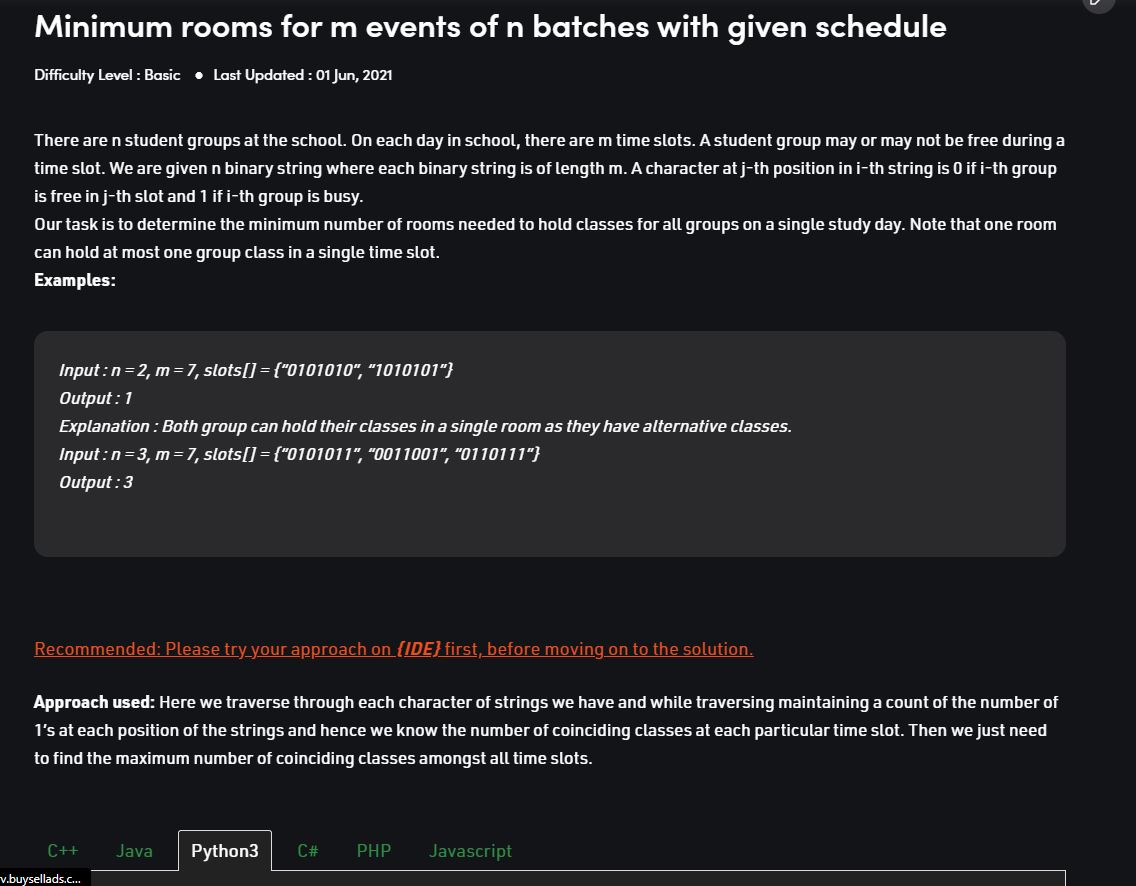 Minimum rooms for m events of n batches with given schedule
Difficulty Level : Basic ● Last Updated : 01 Jun, 2021
There are n student groups at the school. On each day in school, there are m time slots. A student group may or may not be free during a
time slot. We are given n binary string where each binary string is of length m. A character at j-th position in i-th string is 0 if i-th group
is free in j-th slot and 1 if i-th group is busy.
Our task is to determine the minimum number of rooms needed to hold classes for all groups on a single study day. Note that one room
can hold at most one group class in a single time slot.
Examples:
Input : n = 2, m = 7, slots[] = {“0101010”, “1010101”}
Output : 1
Explanation : Both group can hold their classes in a single room as they have alternative classes.
Input : n = 3, m = 7, slots[] = {“0101011”, “0011001”, “0110111”}
Output : 3
Recommended: Please try your approach on {IDE} first, before moving on to the solution.
Approach used: Here we traverse through each character of strings we have and while traversing maintaining a count of the number of
1’s at each position of the strings and hence we know the number of coinciding classes at each particular time slot. Then we just need
to find the maximum number of coinciding classes amongst all time slots.
C++ Java Python3 C# PHP Javascript
v.buysellads.c...